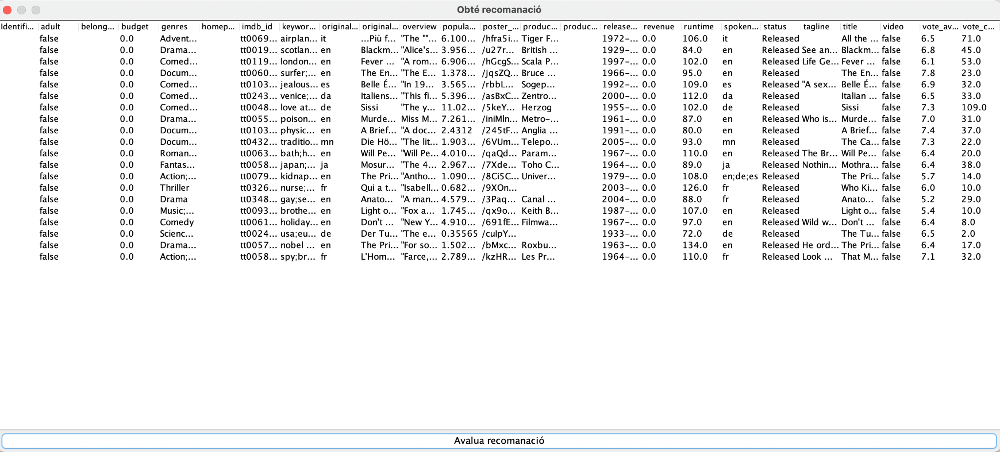 Obté recomanació
Identifi... adult belong... budget genres homep... imdb_id keywor... original... original... overview popula... poster_... produc... produc... release... revenue runtime spoken... status tagline title video vote_av... vote_c...
false 0.0 Advent... tt0069... airplan... it ...Più f... "The ""... 6.100... /hfra5i... Tiger F... 1972-... 0.0 106.0 it Released All the ... false 6.5 71.0
false 0.0 Drama... tt0019... scotlan... en Blackm... "Alice's... 3.956... /u27r... British ... 1929-... 0.0 84.0 en Released See an... Blackm... false 6.8 45.0
false 0.0 Comed... tt0119... london... en Fever ... "A rom... 6.906... /hGcgS... Scala P... 1997-... 0.0 102.0 en Released Life Ge... Fever ... false 6.1 53.0
false 0.0 Docum... tt0060... surfer;... en The En... "The E... 1.378... /jqsZQ... Bruce ... 1966-... 0.0 95.0 en Released The En... false 7.8 23.0
false 0.0 Comed... tt0103... jealous... es Belle É... "In 19... 3.565... /rbbL... Sogep... 1992-... 0.0 109.0 es Released "A sex... Belle É... false 6.9 32.0
false 0.0 Comed... tt0243... venice;... da Italiens... "This fi... 5.396... /asBxC... Zentro... 2000-... 0.0 112.0 da Released Italian ... false 6.5 33.0
false 0.0 Comed... tt0048... love at... de Sissi "The y... 11.02... /5keY... Herzog 1955-... 0.0 102.0 de Released Sissi false 7.3 109.0
false 0.0 Drama... tt0055... poison... en Murde... Miss M... 7.261... /iniMln... Metro-... 1961-... 0.0 87.0 en Released Who is... Murde... false 7.0 31.0
false 0.0 Docum... tt0103... physic... en A Brief... "A doc... 2.4312 /245tF... Anglia ... 1991-... 0.0 80.0 en Released A Brief... false 7.4 37.0
false 0.0 Docum... tt0432... traditio... mn Die Hö... "The lit... 1.903... /6VUm... Telepo... 2005-... 0.0 93.0 mn Released The Ca... false 7.3 22.0
false 0.0 Roman... tt0063... bath;h... en Will Pe... "Will Pe... 4.010... /qaQd... Param... 1967-... 0.0 110.0 en Released The Br... Will Pe... false 6.4 20.0
false 0.0 Fantas... tt0058... japan;... ja Mosur... "The 4... 2.967... /7Xde... Toho C... 1964-... 0.0 89.0 ja Released Nothin... Mothra... false 6.4 38.0
false 0.0 Action;... tt0079... kidnap... en The Pri... "Antho... 1.090... /8Ci5C... Univer... 1979-... 0.0 108.0 en;de;es Released The Pri... false 5.7 14.0
false 0.0 Thriller tt0326... nurse;... fr Qui a t... "Isabell... 0.682... /9XOn... 2003-... 0.0 126.0 fr Released Who Ki... false 6.0 10.0
false 0.0 Drama tt0348... gay;se... en Anato... "A man... 4.579... /3Paq... Canal ... 2004-... 0.0 88.0 fr Released Anato... false 5.2 29.0
false 0.0 Music;... tt0093... brothe... en Light o... "Fox a... 1.745... /qx9o... Keith B... 1987-... 0.0 107.0 en Released Light o... false 5.4 10.0
false 0.0 Comedy tt0061... holiday... en Don't ... "New Y... 4.910... /691fE... Filmwa... 1967-... 0.0 97.0 en Released Wild w... Don't ... false 6.4 8.0
false 0.0 Scienc... tt0024... usa;eu... de Der Tu... "The e... 0.35565 /culpY... 1933-... 0.0 72.0 de Released The Tu... false 6.5 2.0
false 0.0 Drama... tt0057... nobel ... en The Pri... "For so... 1.502... /bMxc... Roxbu... 1963-... 0.0 134.0 en Released He ord... The Pri... false 6.4 17.0
false 0.0 Action;... tt0058... spy;br... fr L'Hom... "Farce,... 2.789... /kzHR... Les Pr... 1964-... 0.0 110.0 fr Released Look ... That M... false 7.1 32.0
Avalua recomanació